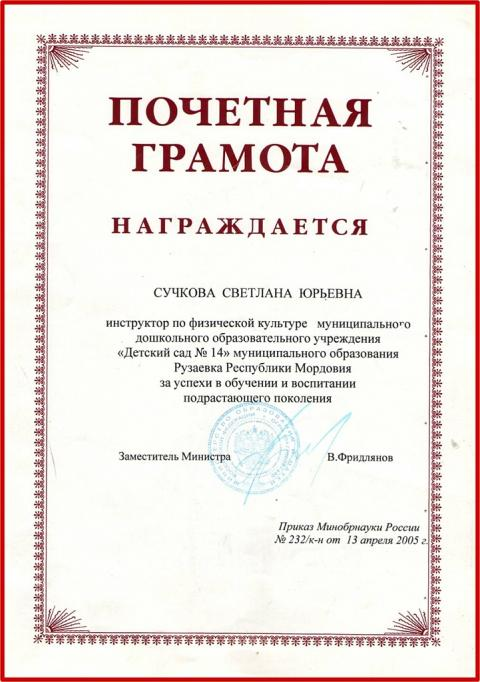 ПОЧЕТНАЯ
ГРАМОТА
НАГРАЖДАЕТСЯ
СУЧКОВА СВЕТЛАНА ЮРЬЕВНА
инструктор по физической культуре муниципального
дошкольного образовательного учреждения
«Детский сад № 14» муниципального образования
Рузаевка Республики Мордовия
за успехи в обучении и воспитании
подрастающего поколения
Заместитель Министра В.Фридлянов
Приказ Минобрнауки России
№ 232/к-н от 13 апреля 2005 г.